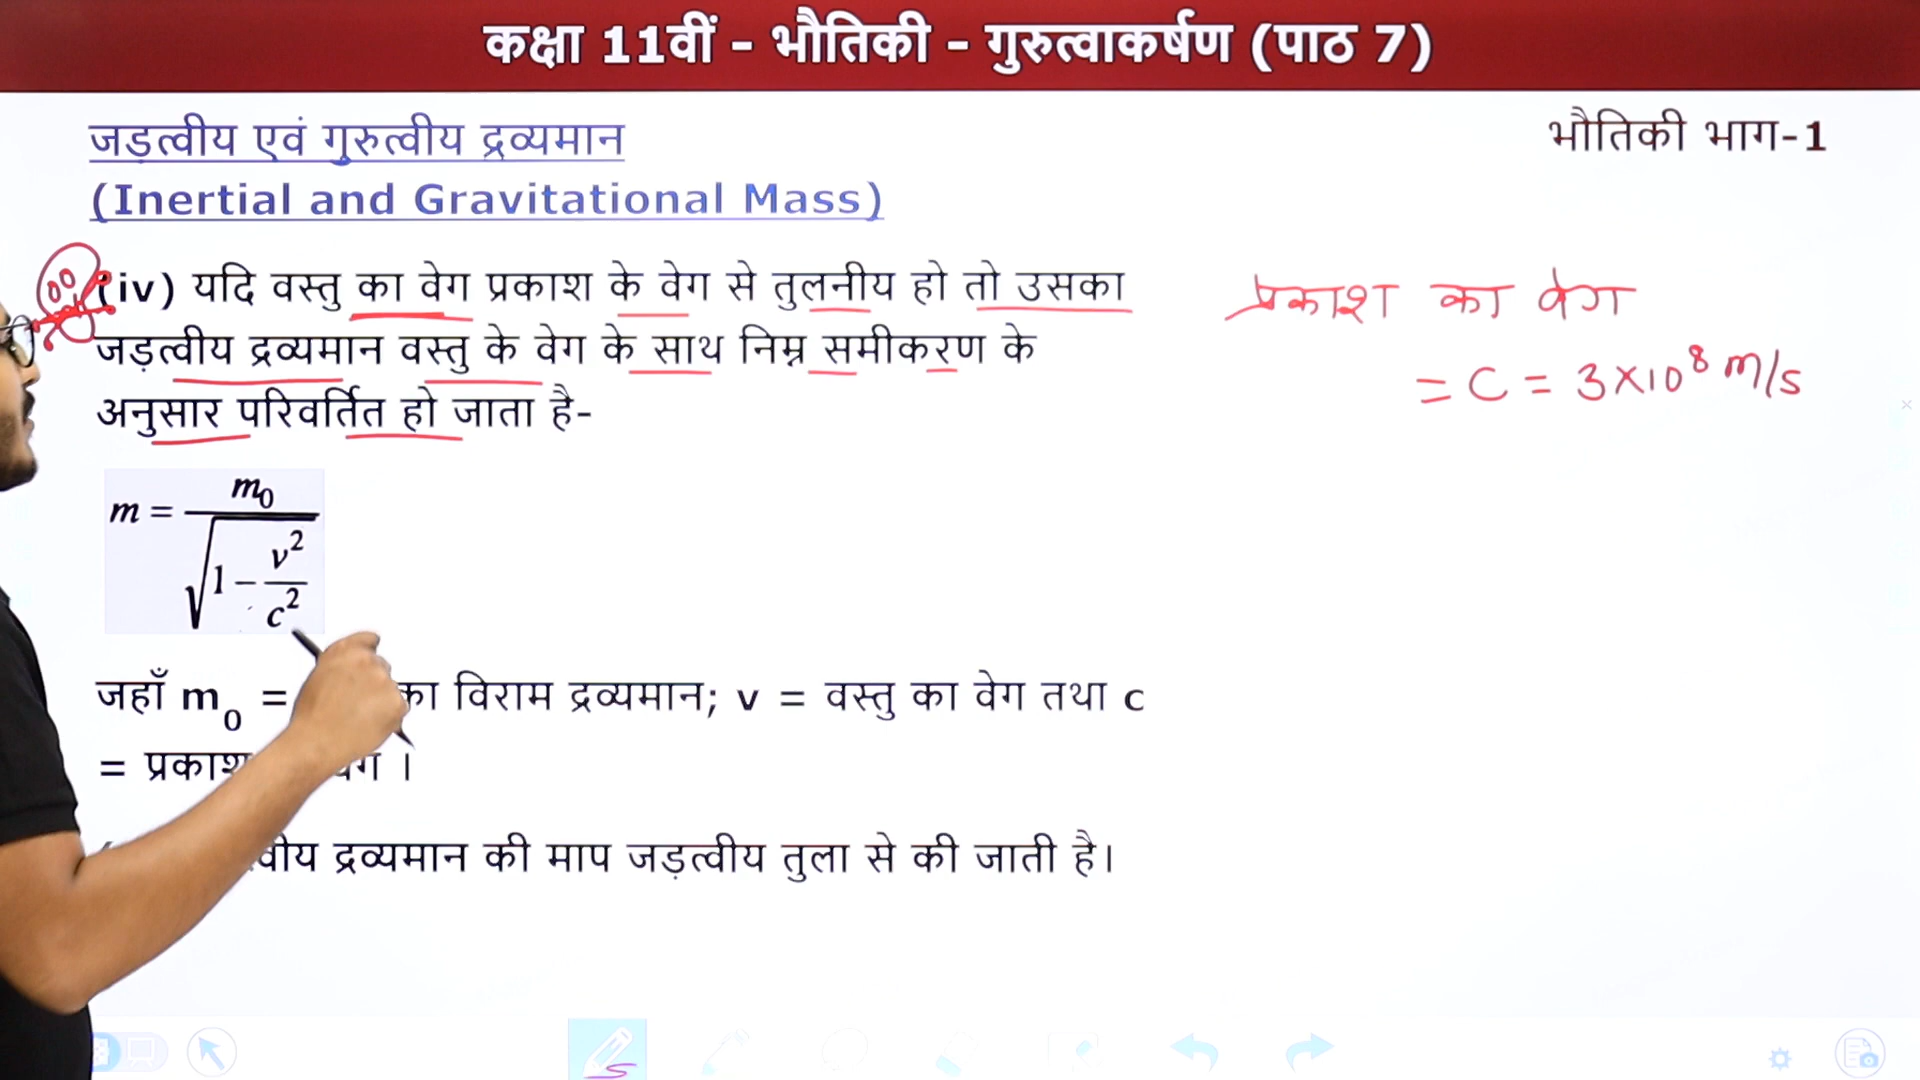 कक्षा 11वीं - भौतिकी - गुरुत्वाकर्षण (पाठ 7)
भौतिकी भाग-1
जड़त्वीय एवं गुरुत्वीय द्रव्यमान
(Inertial and Gravitational Mass)
(iv) यदि वस्तु का वेग प्रकाश के वेग से तुलनीय हो तो उसका
जड़त्वीय द्रव्यमान वस्तु के वेग के साथ निम्न समीकरण के
अनुसार परिवर्तित हो जाता है-
प्रकाश का वेग
= C = 3×10⁸ m/s
m = m₀ / √(1 - v²/c²)
जहाँ m₀ = का विराम द्रव्यमान; v = वस्तु का वेग तथा c
= प्रकाश
द्रव्यमान की माप जड़त्वीय तुला से की जाती है।